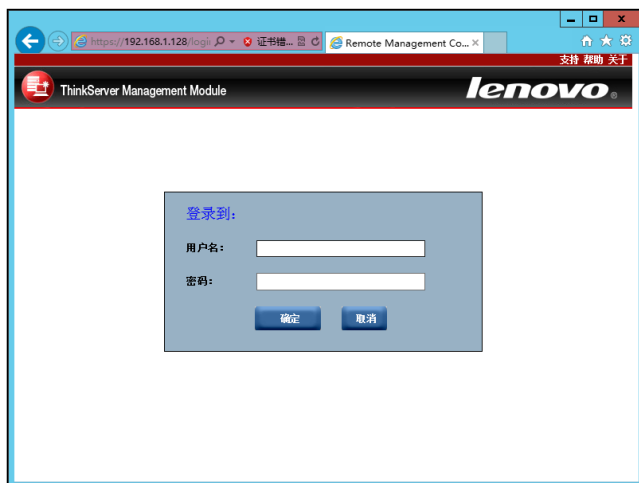 https://192.168.1.128/logi 证书错... Remote Management Co...
支持 帮助 关于
ThinkServer Management Module
lenovo
登录到:
用户名:
密码:
确定 取消